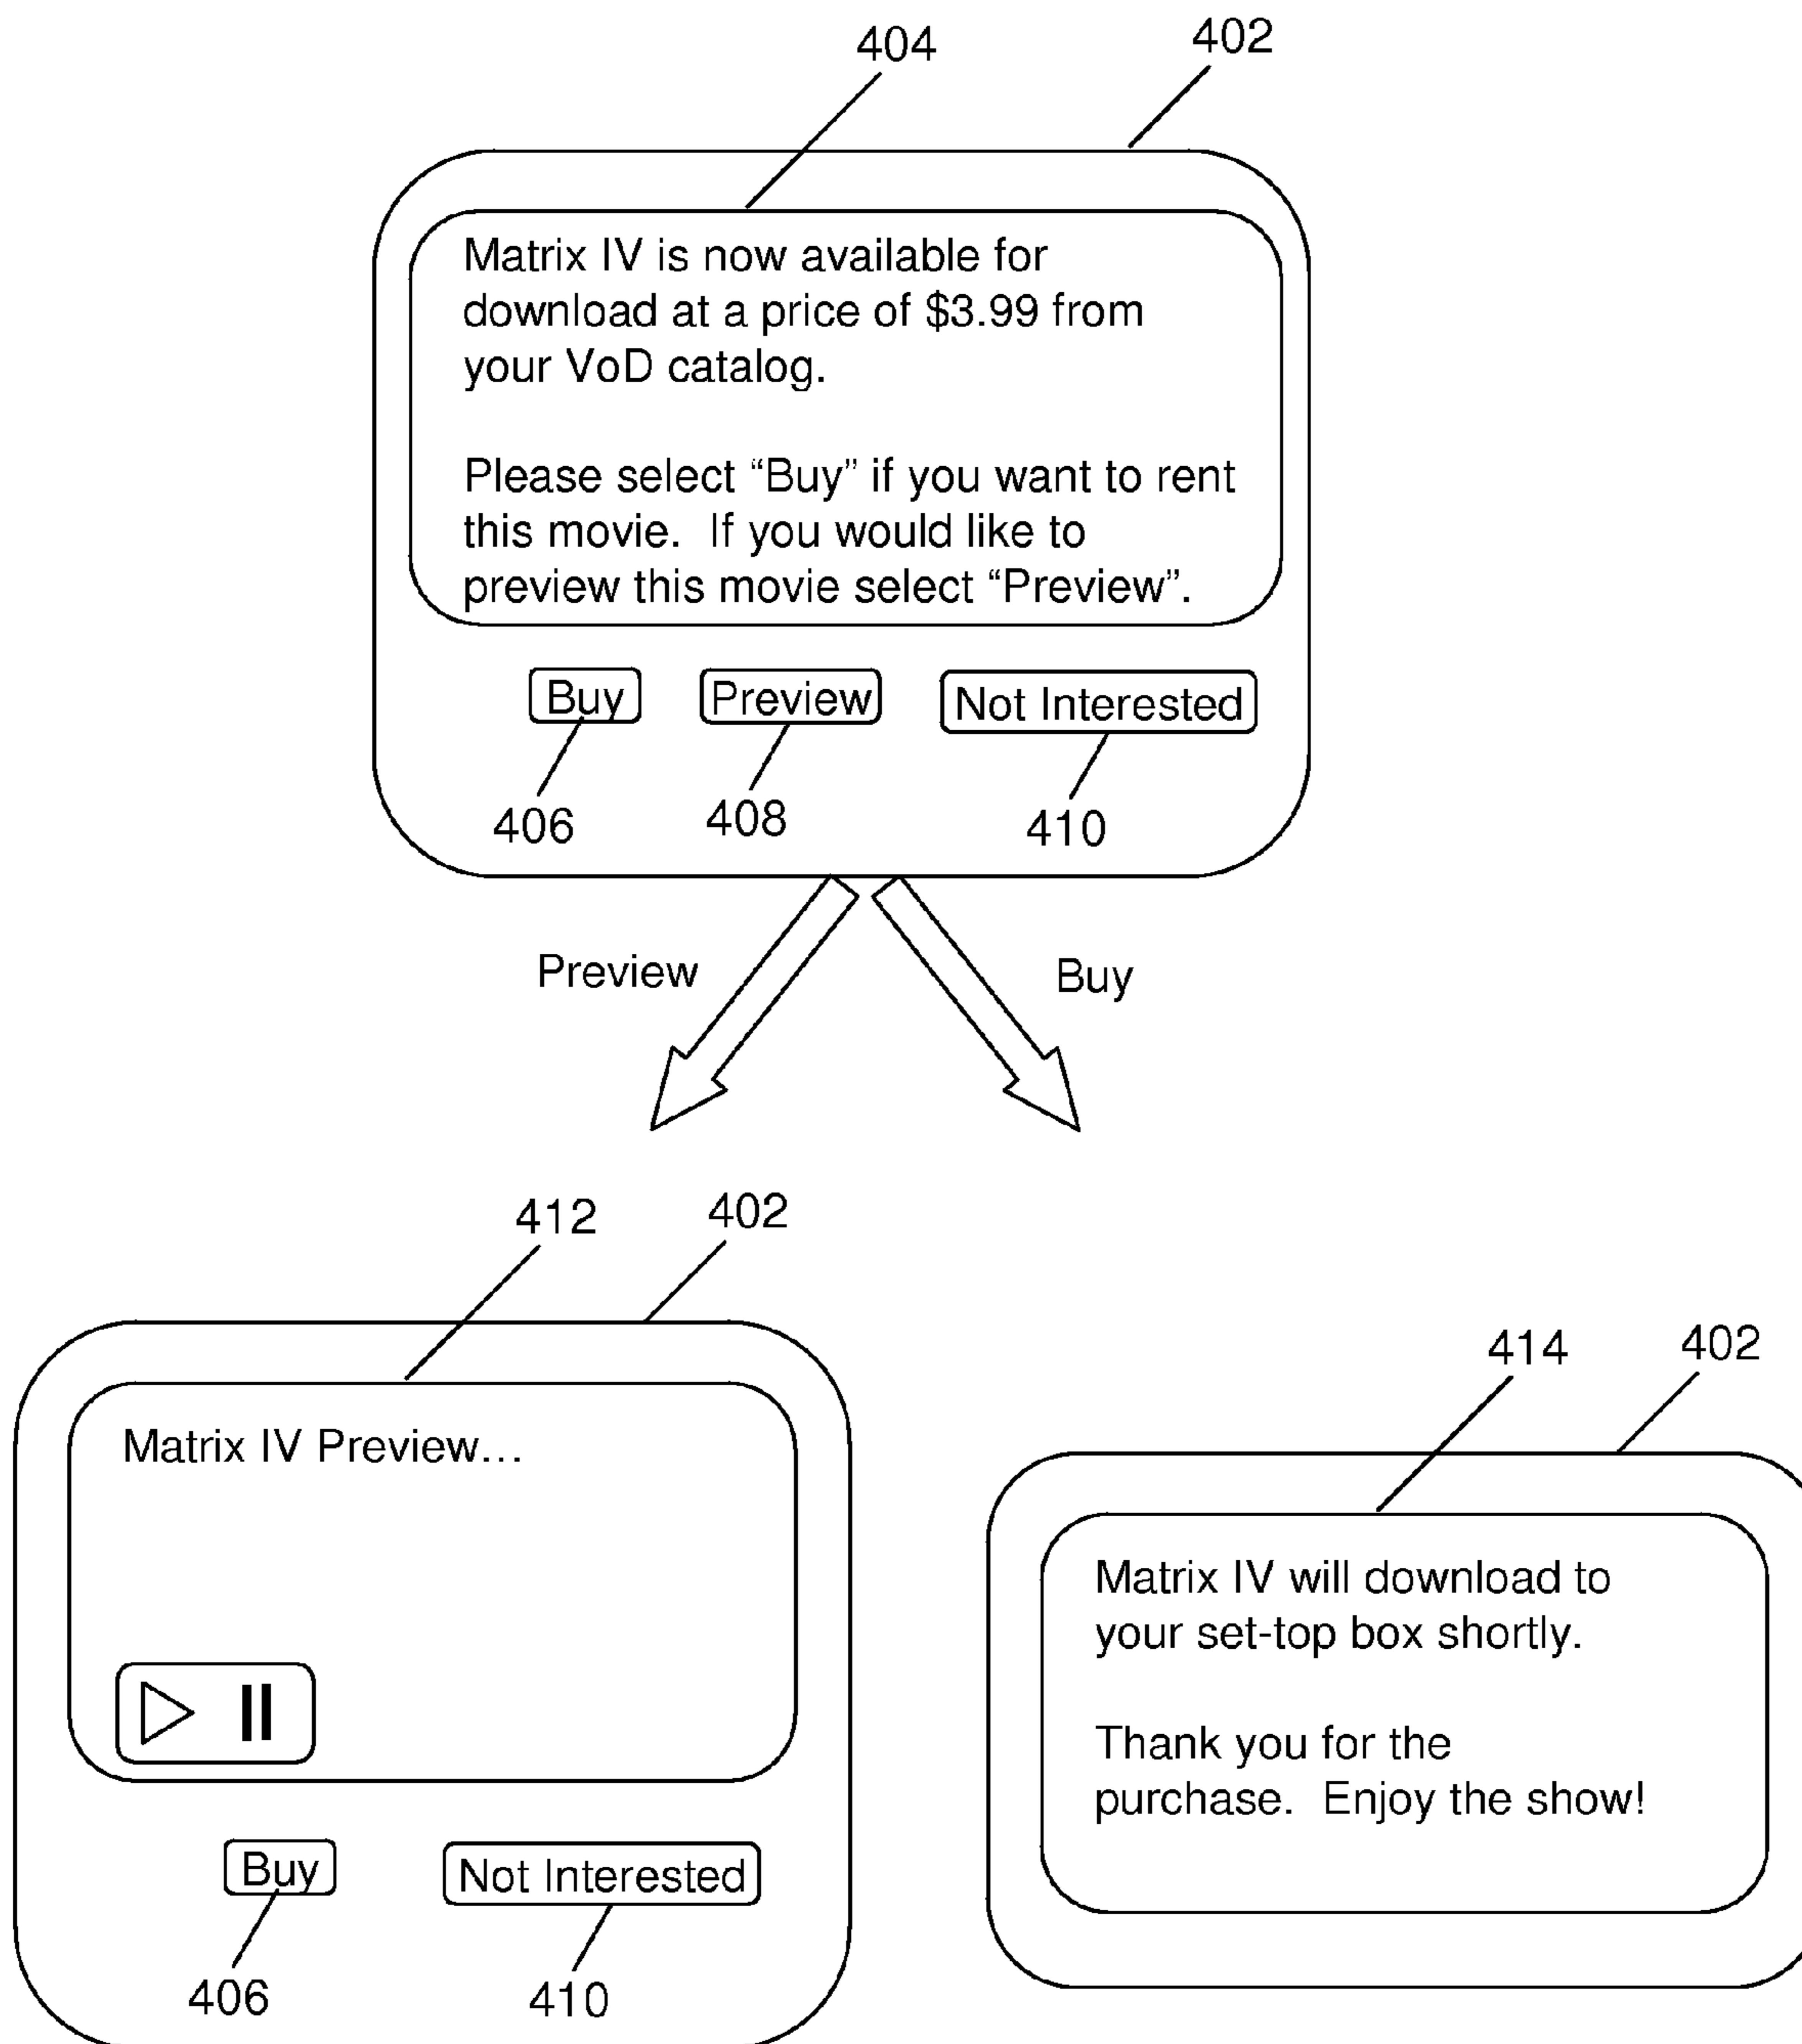 404
402
Matrix IV is now available for
download at a price of $3.99 from
your VoD catalog.
Please select “Buy” if you want to rent
this movie.  If you would like to
preview this movie select “Preview”.
Buy
Preview
Not Interested
406
408
410
Preview
Buy
412
402
Matrix IV Preview...
Buy
Not Interested
406
410
414
402
Matrix IV will download to
your set-top box shortly.
Thank you for the
purchase.  Enjoy the show!